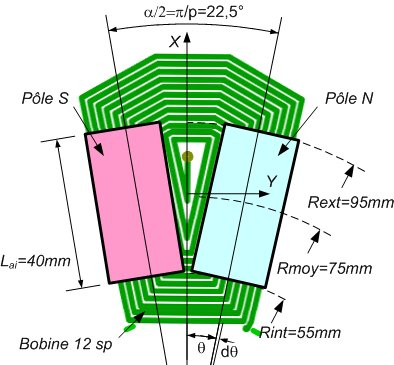 α/2=π/p=22,5°
X
Pôle S
Pôle N
Y
Rext=95mm
Lai=40mm
Rmoy=75mm
Rint=55mm
Bobine 12 sp
θ
dθ